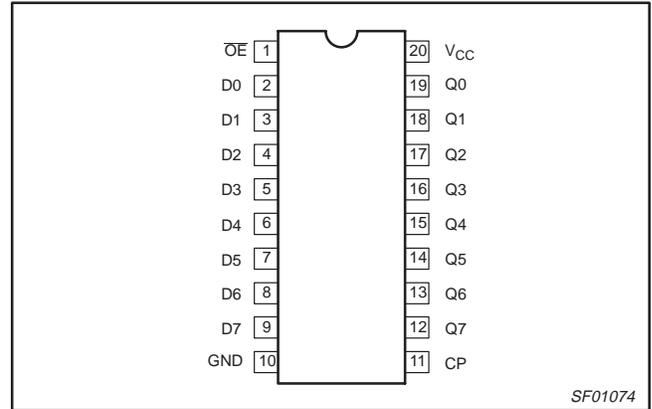 OE 1 20 VCC
D0 2 19 Q0
D1 3 18 Q1
D2 4 17 Q2
D3 5 16 Q3
D4 6 15 Q4
D5 7 14 Q5
D6 8 13 Q6
D7 9 12 Q7
GND 10 11 CP
SF01074